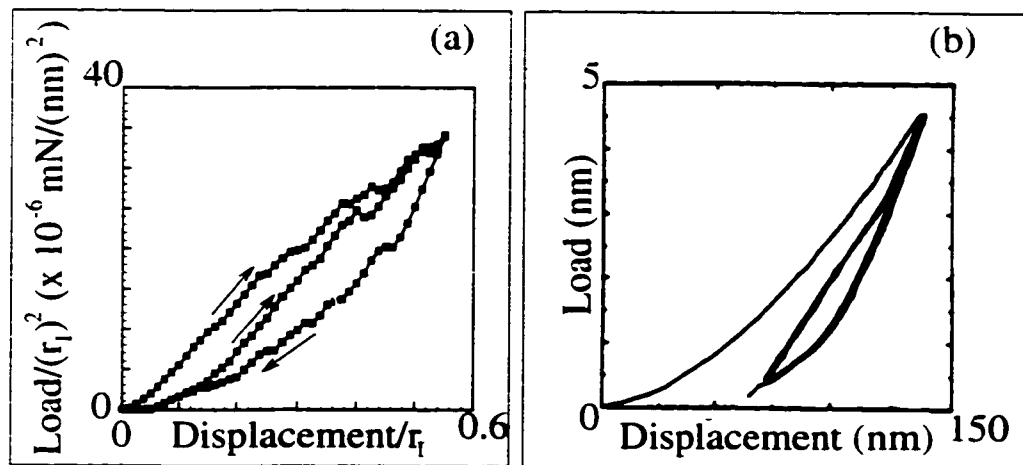 (a)
40
Load/(r_I)^2 (x 10^-6 mN/(nm)^2
0
0
Displacement/r_I
0.6
(b)
5
Load (nm)
0
Displacement (nm)
150